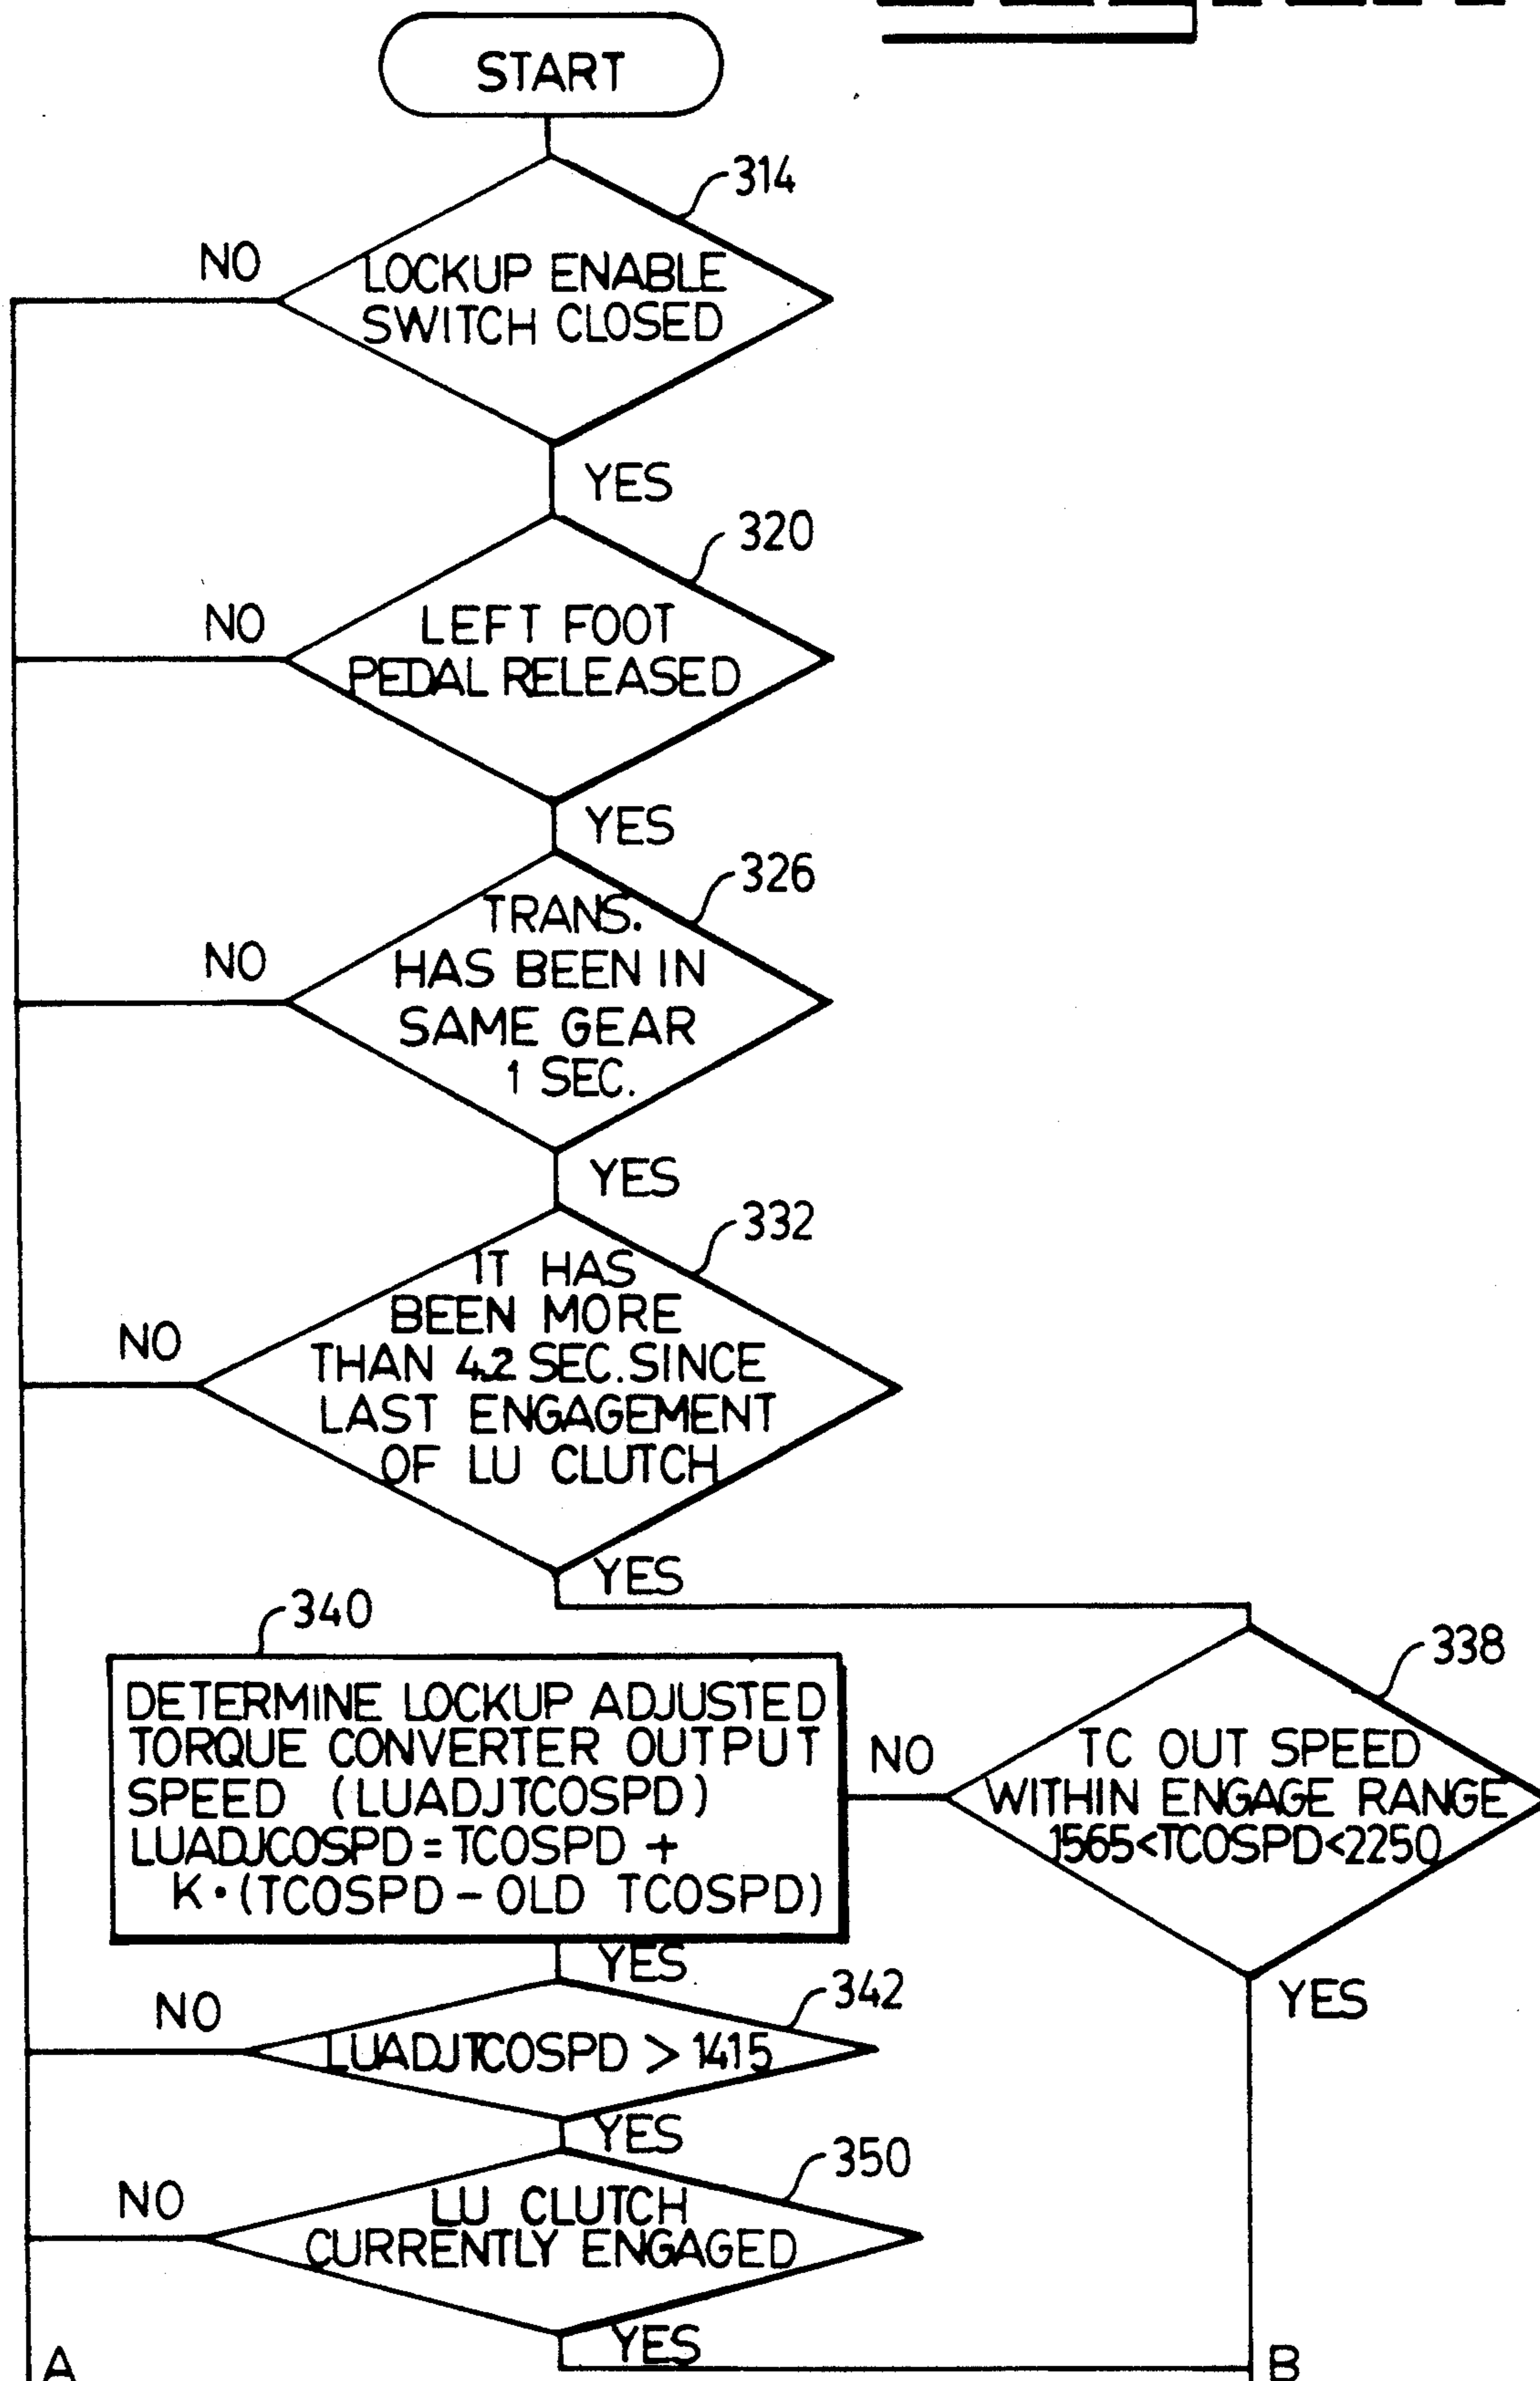 START
314
NO
LOCKUP ENABLE
SWITCH CLOSED
YES
320
NO
LEFT FOOT
PEDAL RELEASED
YES
326
NO
TRANS.
HAS BEEN IN
SAME GEAR
1 SEC.
YES
332
NO
IT HAS
BEEN MORE
THAN 4.2 SEC. SINCE
LAST ENGAGEMENT
OF LU CLUTCH
YES
340
DETERMINE LOCKUP ADJUSTED
TORQUE CONVERTER OUTPUT
SPEED (LUADJTCOSPD)
LUADJCOSPD = TCOSPD +
K•(TCOSPD – OLD TCOSPD)
NO
338
TC OUT SPEED
WITHIN ENGAGE RANGE
1565<TCOSPD<2250
YES
YES
342
NO
LUADJTCOSPD > 1415
YES
350
NO
LU CLUTCH
CURRENTLY ENGAGED
YES
A
B